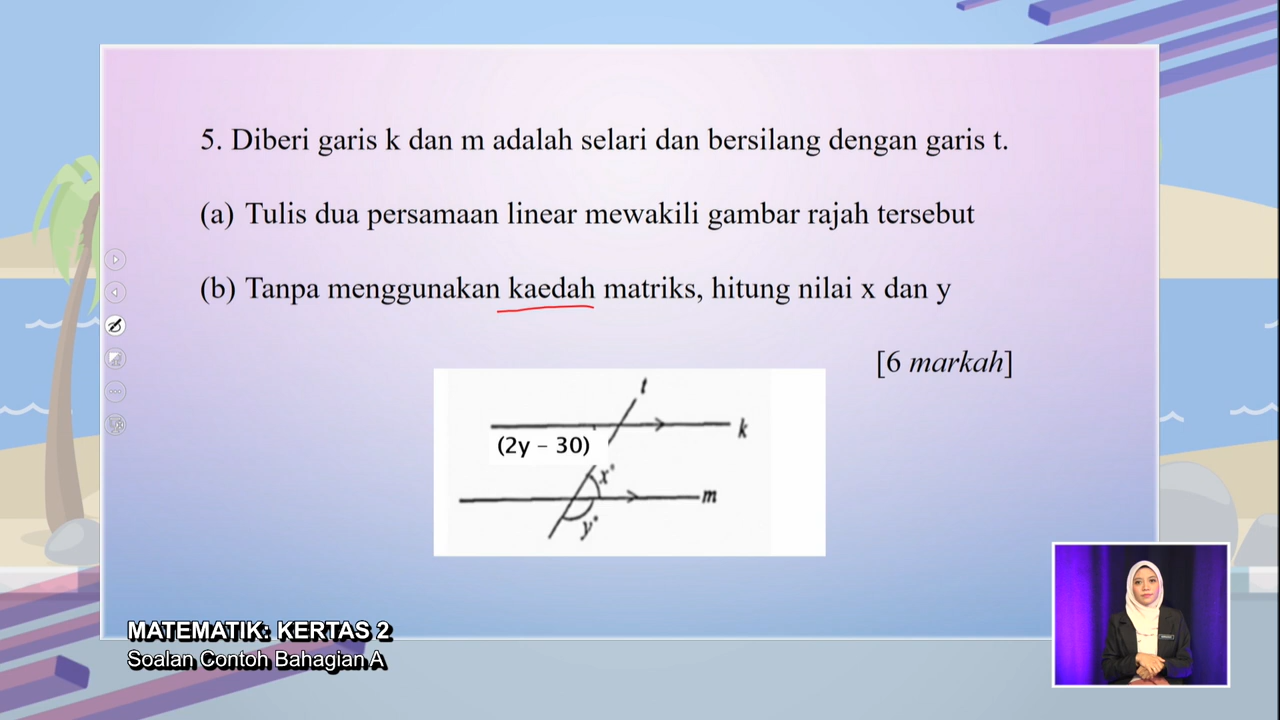 5. Diberi garis k dan m adalah selari dan bersilang dengan garis t.
(a) Tulis dua persamaan linear mewakili gambar rajah tersebut
(b) Tanpa menggunakan kaedah matriks, hitung nilai x dan y
[6 markah]
t
k
(2y – 30)
x°
m
y°
MATEMATIK: KERTAS 2
Soalan Contoh Bahagian A